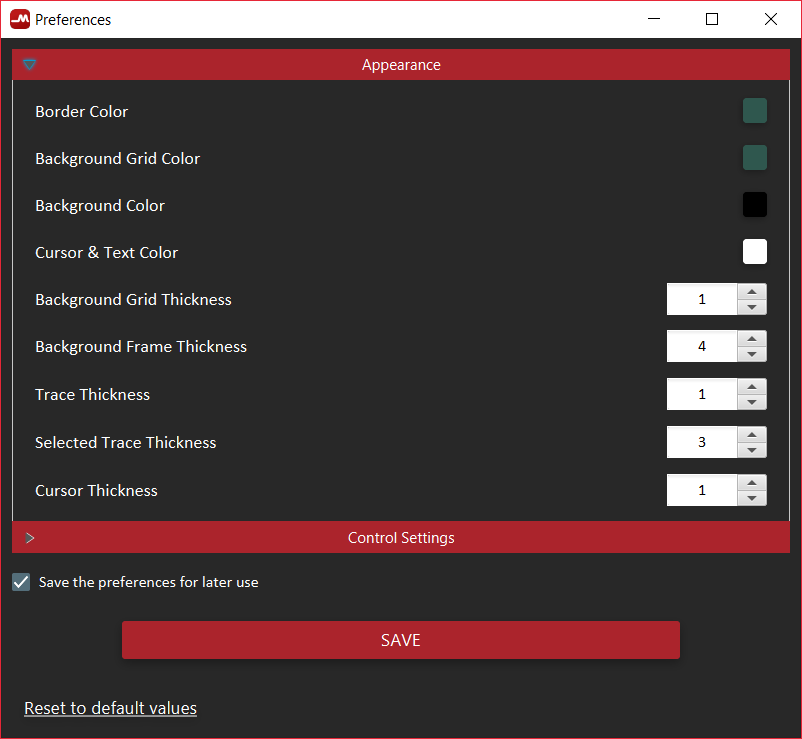 Preferences
Appearance
Border Color
Background Grid Color
Background Color
Cursor & Text Color
Background Grid Thickness 1
Background Frame Thickness 4
Trace Thickness 1
Selected Trace Thickness 3
Cursor Thickness 1
Control Settings
Save the preferences for later use
SAVE
Reset to default values